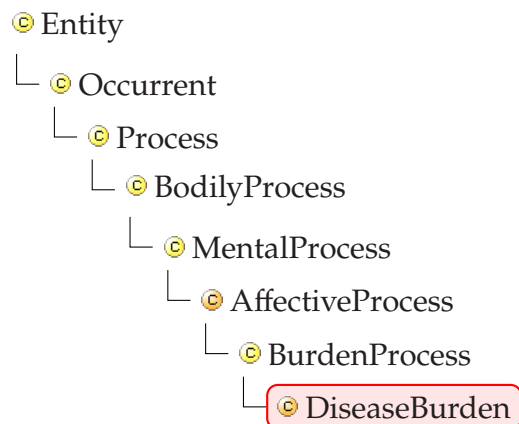 Entity
Occurrent
Process
BodilyProcess
MentalProcess
AffectiveProcess
BurdenProcess
DiseaseBurden